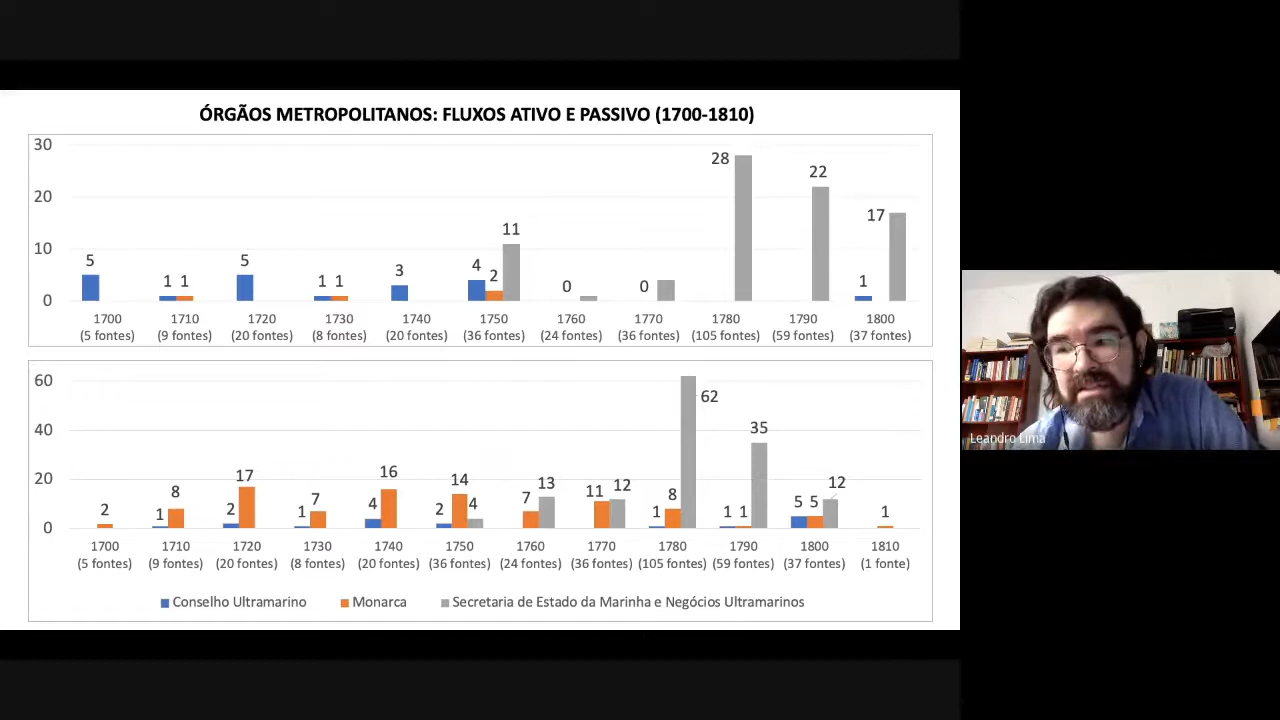 ÓRGÃOS METROPOLITANOS: FLUXOS ATIVO E PASSIVO (1700-1810)
30
20
10
0
5
1 1
5
1 1
3
4 2 11
0
0
28
22
1 17
1700 1710 1720 1730 1740 1750 1760 1770 1780 1790 1800
(5 fontes) (9 fontes) (20 fontes) (8 fontes) (20 fontes) (36 fontes) (24 fontes) (36 fontes) (105 fontes) (59 fontes) (37 fontes)
60
40
20
0
2
1 8
2 17
1 7
4 16
2 14 4
7 13
11 12
1 8 62
1 1 35
5 5 12
1
1700 1710 1720 1730 1740 1750 1760 1770 1780 1790 1800 1810
(5 fontes) (9 fontes) (20 fontes) (8 fontes) (20 fontes) (36 fontes) (24 fontes) (36 fontes) (105 fontes) (59 fontes) (37 fontes) (1 fonte)
Conselho Ultramarino Monarca Secretaria de Estado da Marinha e Negócios Ultramarinos
Leandro Lima